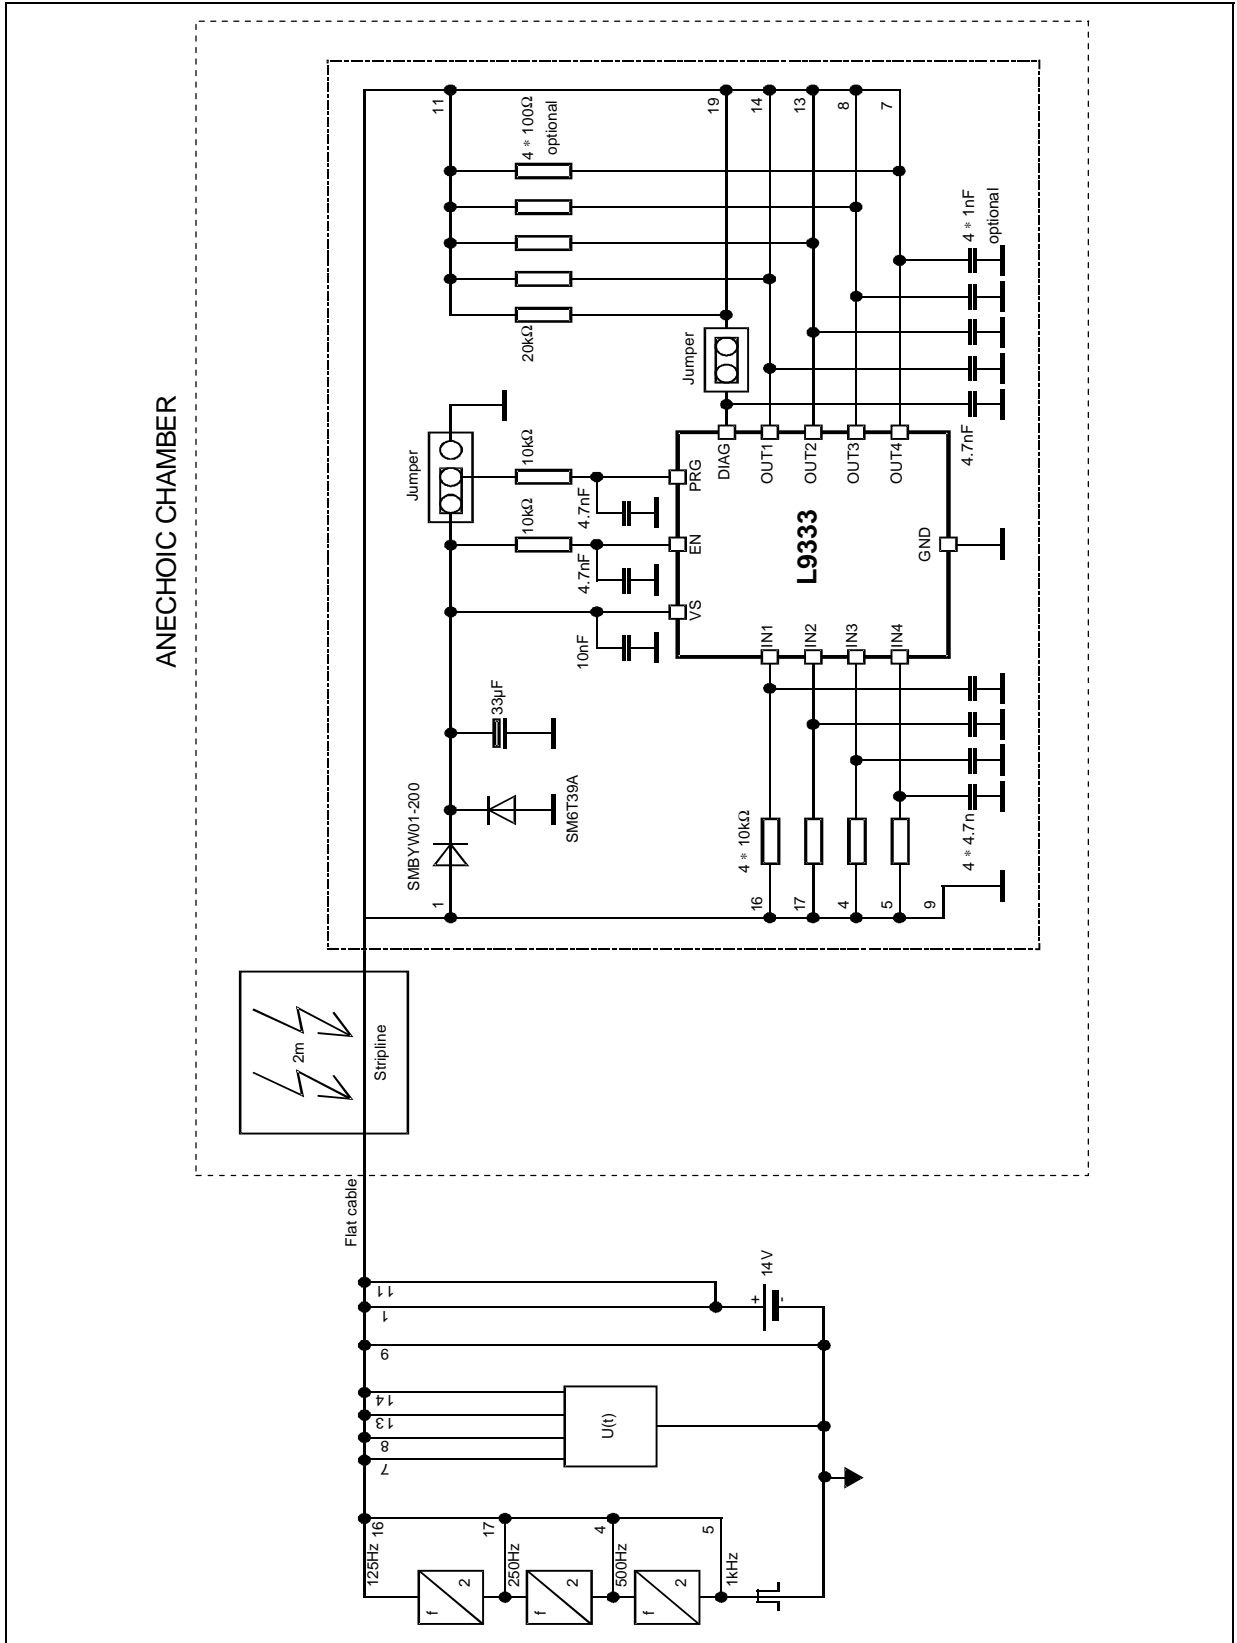 ANECHOIC CHAMBER
11
4 * 100Ω
optional
19
14
13
8
7
20kΩ
Jumper
4 * 1nF
optional
Jumper
10kΩ
10kΩ
4.7nF
4.7nF
10nF
4.7nF
PRG
EN
VS
DIAG
OUT1
OUT2
OUT3
OUT4
L9333
GND
IN1
IN2
IN3
IN4
33µF
SM6T39A
SMBYW01-200
1
4 * 10kΩ
4 * 4.7n
16
17
4
5
9
2m
Stripline
Flat cable
11
1
9
14
13
8
7
14V
+
-
U(t)
16
17
4
5
125Hz
250Hz
500Hz
1kHz
f
2
f
2
f
2